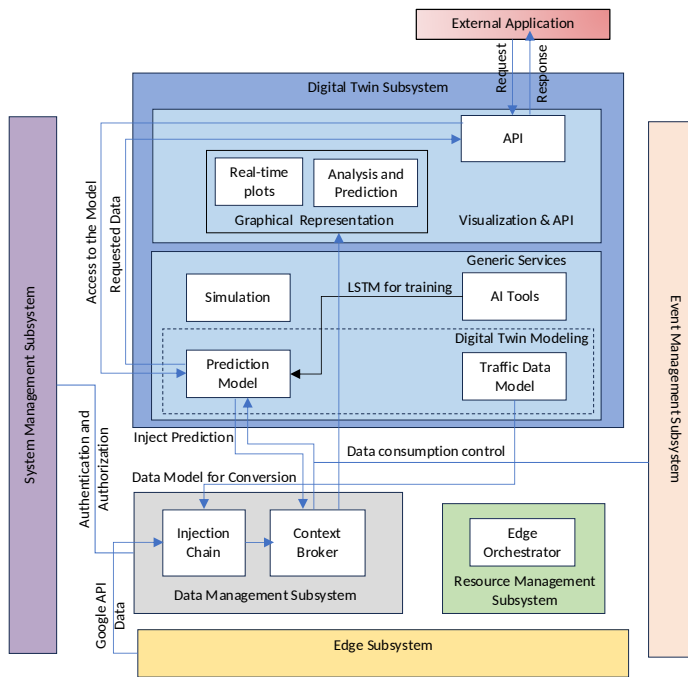 External Application
Request
Response
Digital Twin Subsystem
API
Real-time
plots
Analysis and
Prediction
Graphical Representation
Visualization & API
Access to the Model
Requested Data
Generic Services
Simulation
LSTM for training
AI Tools
Digital Twin Modeling
Prediction
Model
Traffic Data
Model
System Management Subsystem
Event Management
Subsystem
Inject Prediction
Data consumption control
Authentication and
Authorization
Data Model for Conversion
Injection
Chain
Context
Broker
Data Management Subsystem
Edge
Orchestrator
Resource Management
Subsystem
Google API
Data
Edge Subsystem